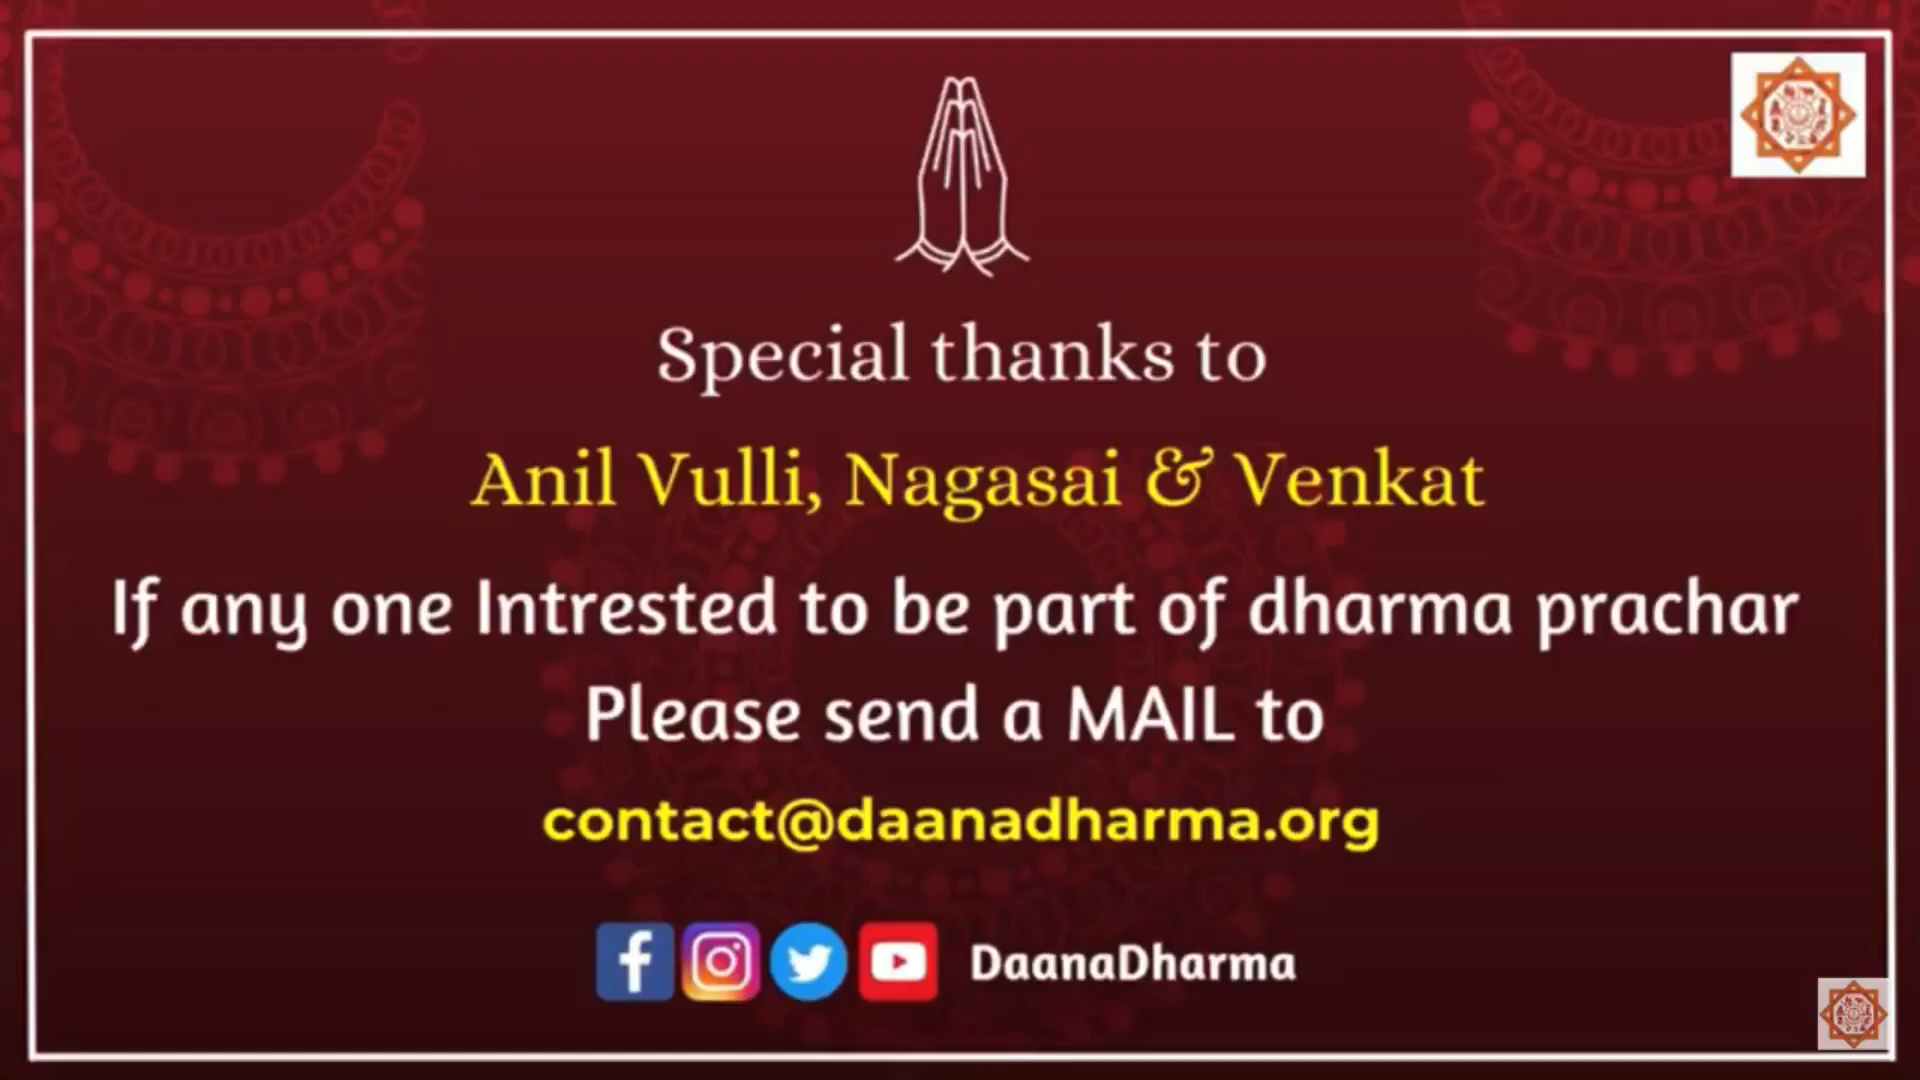 Special thanks to
Anil Vulli, Nagasai & Venkat
If any one Intrested to be part of dharma prachar
Please send a MAIL to
contact@daanadharma.org
DaanaDharma